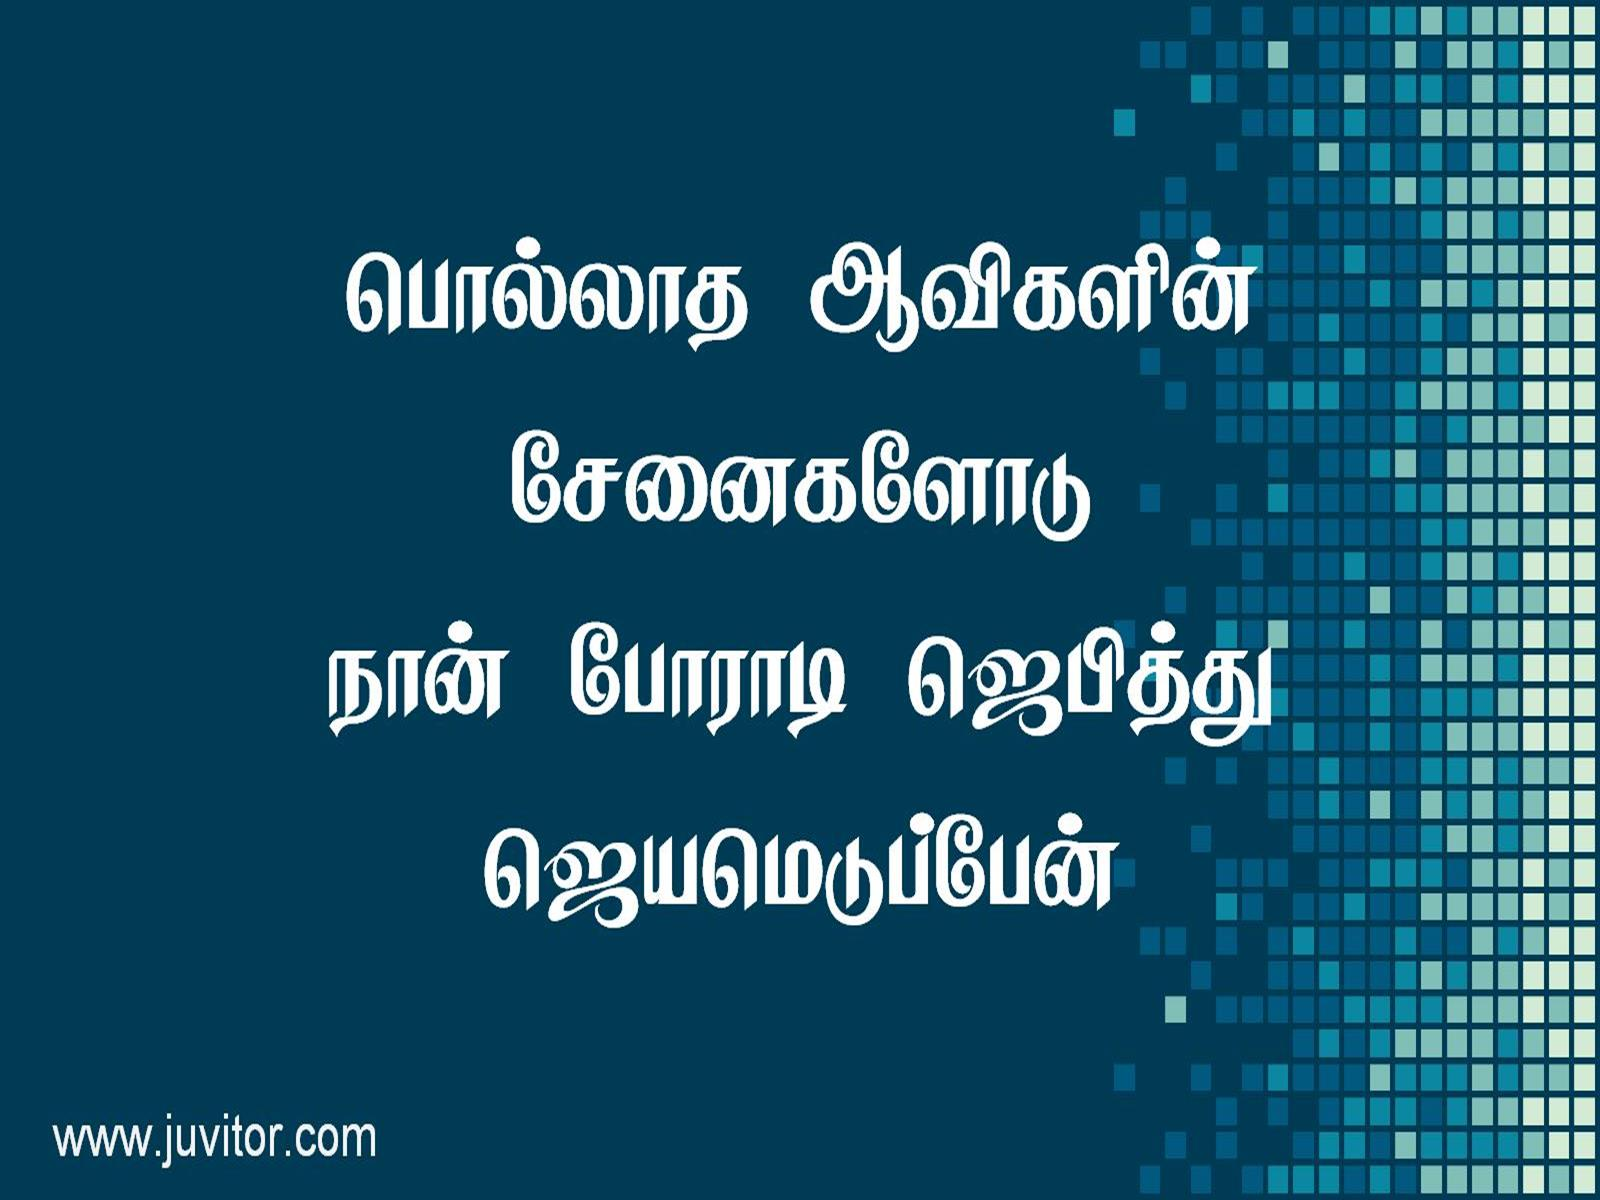 பொல்லாத ஆவிகளின்
சேனைகளோடு
நான் போராடி ஜெபித்து
ஜெயமெடுப்பேன்
www.juvitor.com